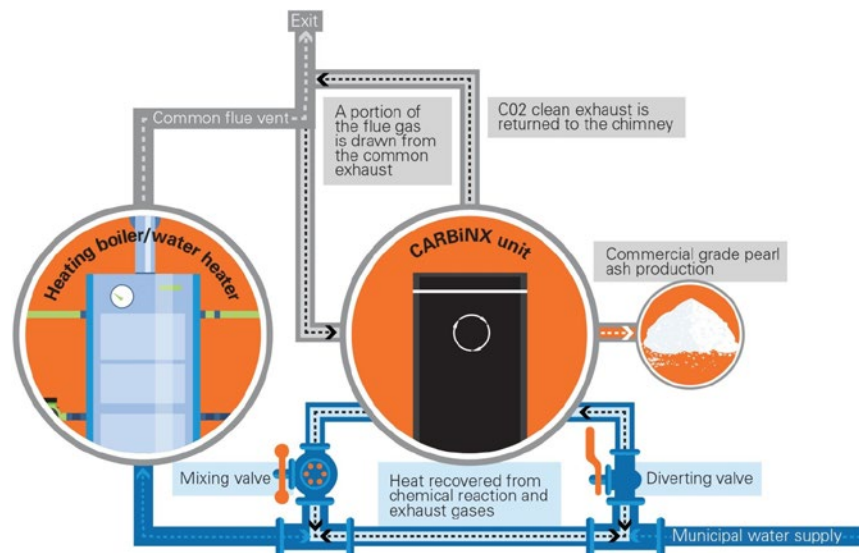 Exit
Common flue vent
A portion of
the flue gas
is drawn from
the common
exhaust
C02 clean exhaust is
returned to the chimney
Heating boiler/water heater
CARBiNX unit
Commercial grade pearl
ash production
Mixing valve
Heat recovered from
chemical reaction and
exhaust gases
Diverting valve
Municipal water supply